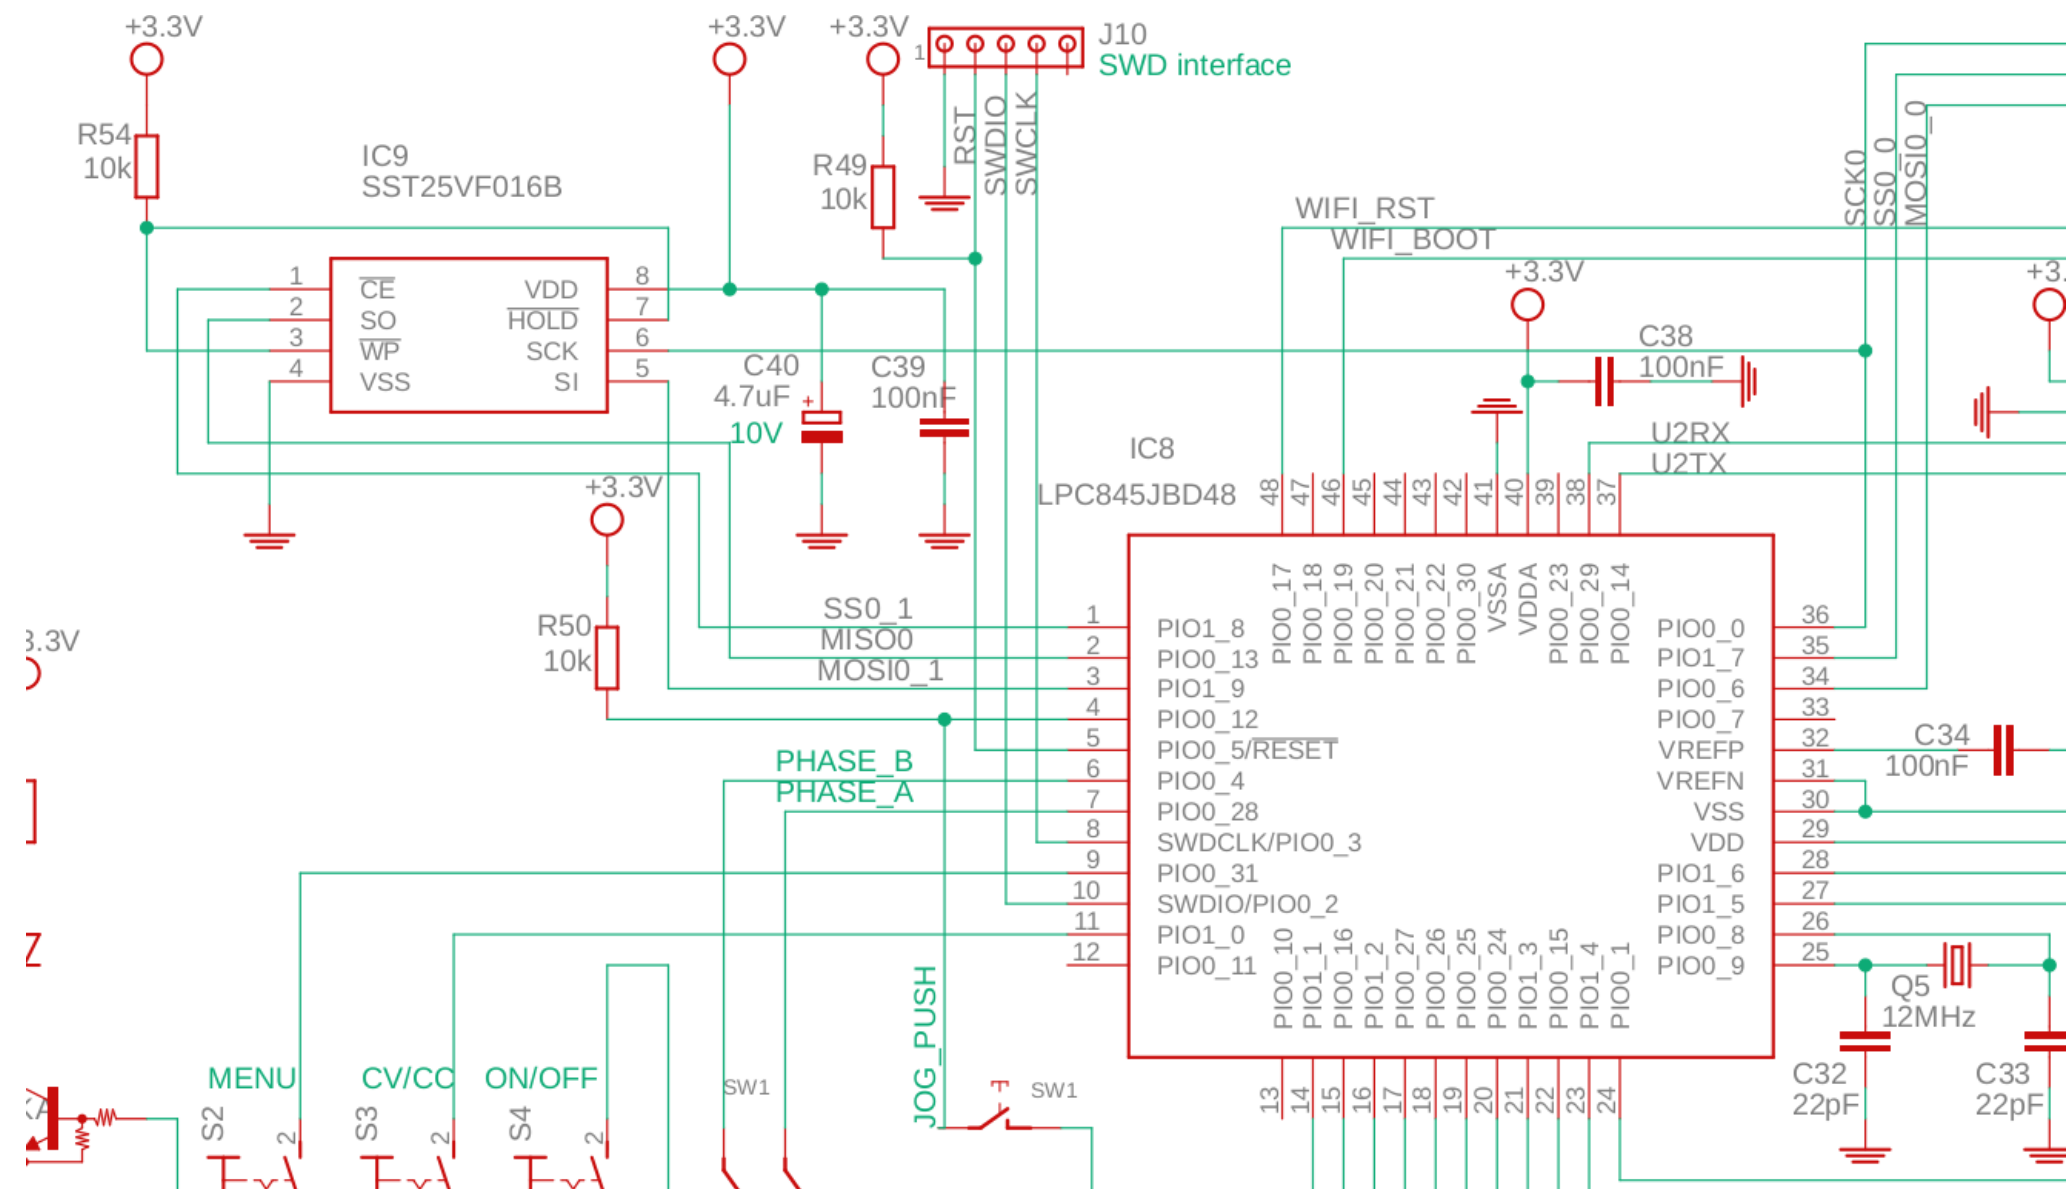 +3.3V
+3.3V
+3.3V
1
J10
SWD interface
R54
10k
IC9
SST25VF016B
R49
10k
RST
SWDIO
SWCLK
SCK0
SS0_0
MOSI0_0
WIFI_RST
WIFI_BOOT
+3.3V
+3.
1
2
3
4
CE
SO
WP
VSS
VDD
HOLD
SCK
SI
8
7
6
5
C40
4.7uF
+
10V
C39
100nF
C38
100nF
U2RX
U2TX
IC8
LPC845JBD48
+3.3V
R50
10k
3.3V
48
47
46
45
44
43
42
41
40
39
38
37
PIO0_17
PIO0_18
PIO0_19
PIO0_20
PIO0_21
PIO0_22
PIO0_30
VSSA
VDDA
PIO0_23
PIO0_29
PIO0_14
SS0_1
MISO0
MOSI0_1
PHASE_B
PHASE_A
1 PIO1_8
2 PIO0_13
3 PIO1_9
4 PIO0_12
5 PIO0_5/RESET
6 PIO0_4
7 PIO0_28
8 SWDCLK/PIO0_3
9 PIO0_31
10 SWDIO/PIO0_2
11 PIO1_0
12 PIO0_11
PIO0_0 36
PIO1_7 35
PIO0_6 34
PIO0_7 33
VREFP 32
VREFN 31
VSS 30
VDD 29
PIO1_6 28
PIO1_5 27
PIO0_8 26
PIO0_9 25
C34
100nF
PIO0_10
PIO1_1
PIO0_16
PIO1_2
PIO0_27
PIO0_26
PIO0_25
PIO0_24
PIO1_3
PIO0_15
PIO1_4
PIO0_1
13
14
15
16
17
18
19
20
21
22
23
24
Q5
12MHz
C32
22pF
C33
22pF
JOG_PUSH
MENU
CV/CC
ON/OFF
S2
2
S3
2
S4
2
SW1
SW1